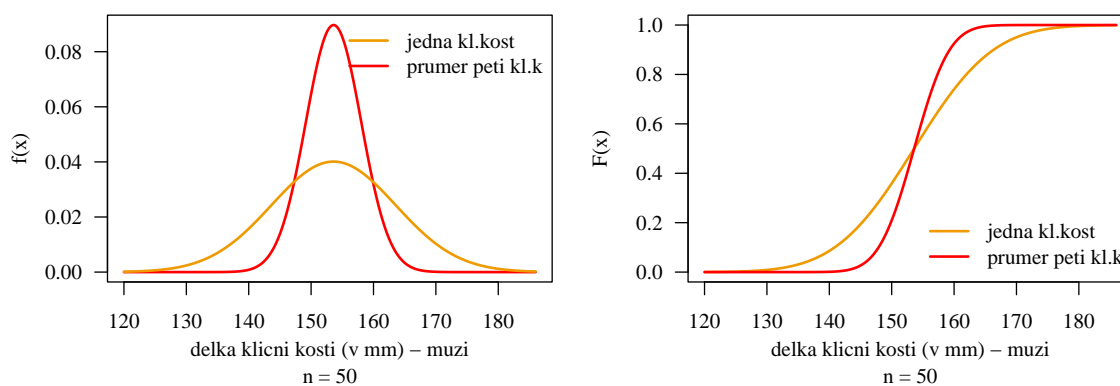 f(x)
0.08
0.06
0.04
0.02
0.00
jedna kl.kost
prumer peti kl.k
120 130 140 150 160 170 180
delka klicni kosti (v mm) – muzi
n = 50
F(x)
1.0
0.8
0.6
0.4
0.2
0.0
jedna kl.kost
prumer peti kl.k
120 130 140 150 160 170 180
delka klicni kosti (v mm) – muzi
n = 50